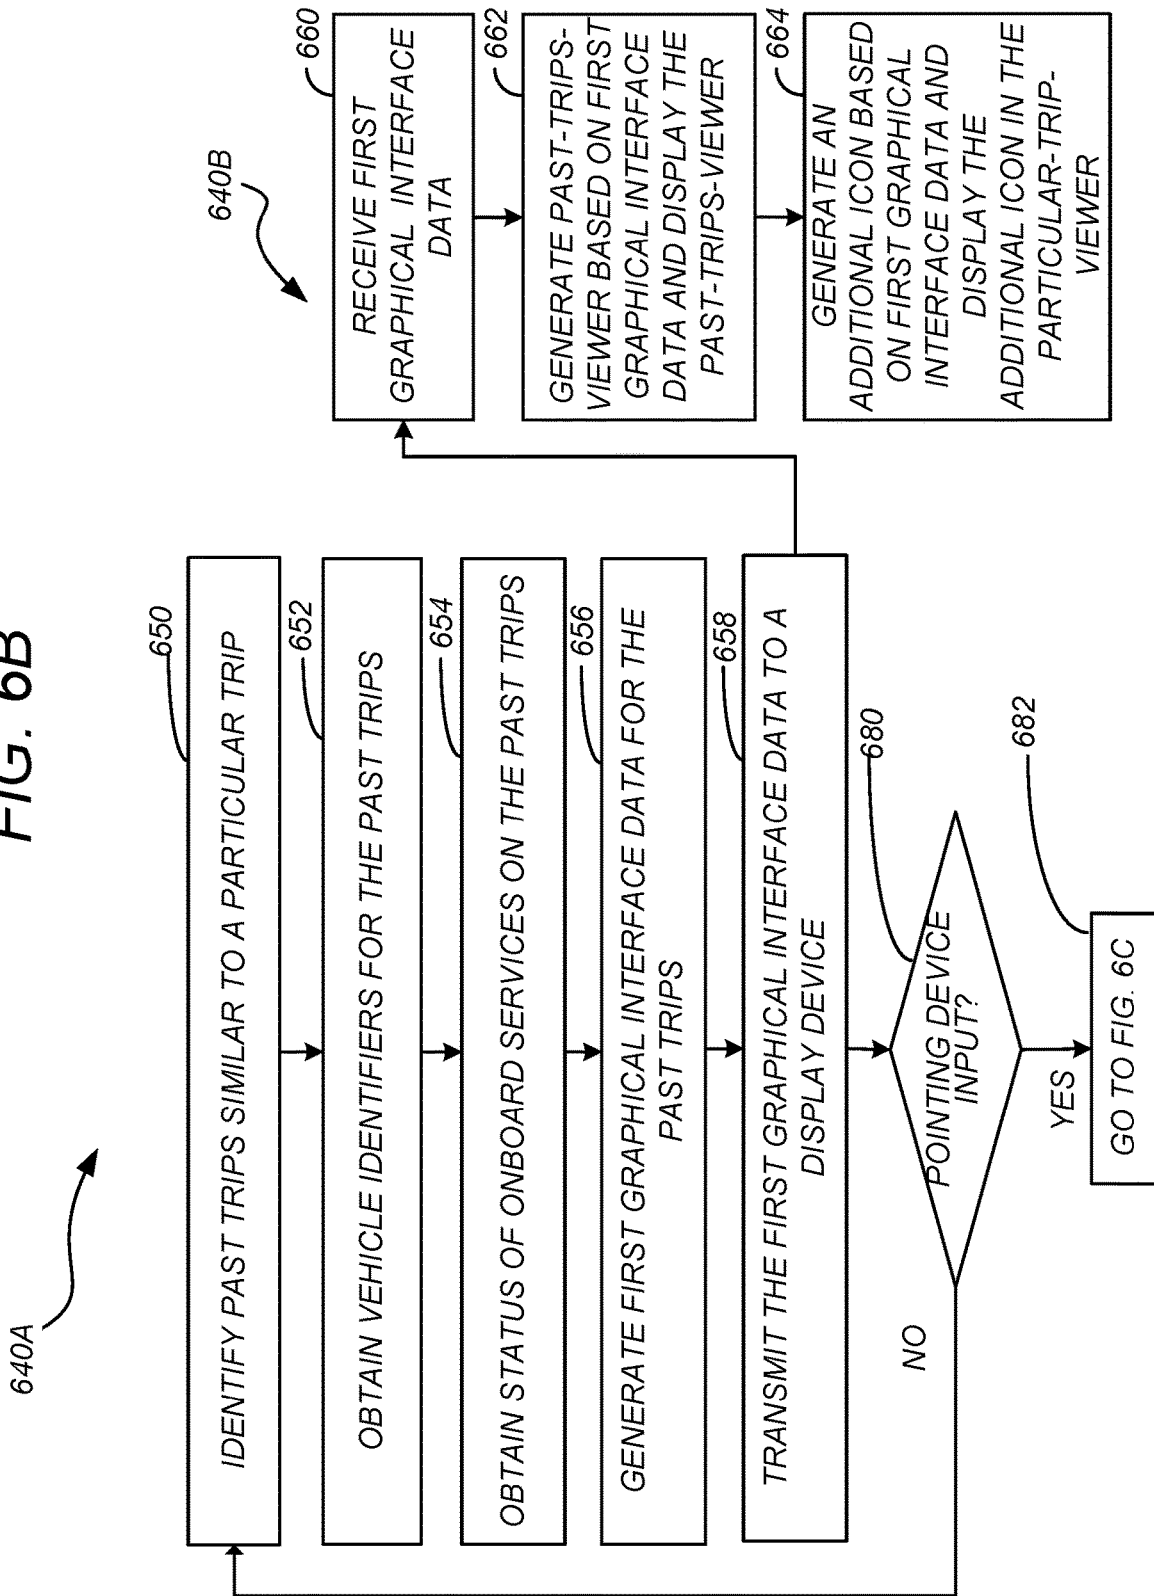 FIG. 6B
640A
650
IDENTIFY PAST TRIPS SIMILAR TO A PARTICULAR TRIP
652
OBTAIN VEHICLE IDENTIFIERS FOR THE PAST TRIPS
654
OBTAIN STATUS OF ONBOARD SERVICES ON THE PAST TRIPS
656
GENERATE FIRST GRAPHICAL INTERFACE DATA FOR THE
PAST TRIPS
658
TRANSMIT THE FIRST GRAPHICAL INTERFACE DATA TO A
DISPLAY DEVICE
680
POINTING DEVICE
INPUT?
NO
YES
682
GO TO FIG. 6C
640B
660
RECEIVE FIRST
GRAPHICAL INTERFACE
DATA
662
GENERATE PAST-TRIPS-
VIEWER BASED ON FIRST
GRAPHICAL INTERFACE
DATA AND DISPLAY THE
PAST-TRIPS-VIEWER
664
GENERATE AN
ADDITIONAL ICON BASED
ON FIRST GRAPHICAL
INTERFACE DATA AND
DISPLAY THE
ADDITIONAL ICON IN THE
PARTICULAR-TRIP-
VIEWER